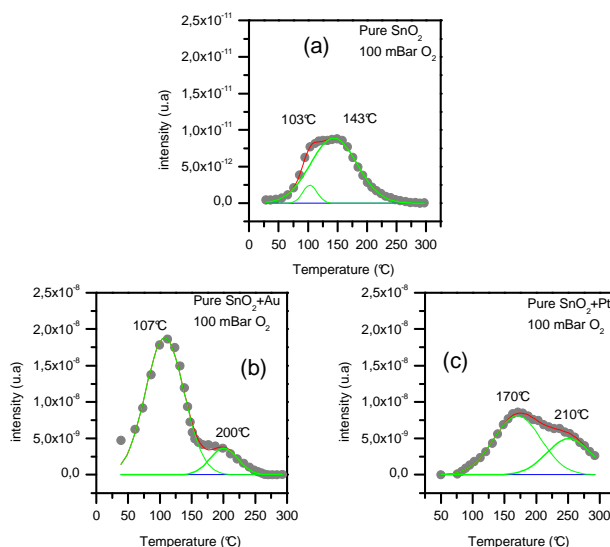 2,5x10⁻¹¹
2,0x10⁻¹¹
1,5x10⁻¹¹
1,0x10⁻¹¹
5,0x10⁻¹²
0,0
intensity (u.a)
Pure SnO₂
100 mBar O₂
(a)
103°C 143°C
0 50 100 150 200 250 300
Temperature (°C)
2,5x10⁻⁸
2,0x10⁻⁸
1,5x10⁻⁸
1,0x10⁻⁸
5,0x10⁻⁹
0,0
intensity (u.a)
Pure SnO₂+Au
100 mBar O₂
107°C
(b)
200°C
0 50 100 150 200 250 300
Temperature (°C)
2,5x10⁻⁸
2,0x10⁻⁸
1,5x10⁻⁸
1,0x10⁻⁸
5,0x10⁻⁹
0,0
intensity (u.a)
Pure SnO₂+Pt
100 mBar O₂
(c)
170°C
210°C
0 50 100 150 200 250 300
Temperature (°C)